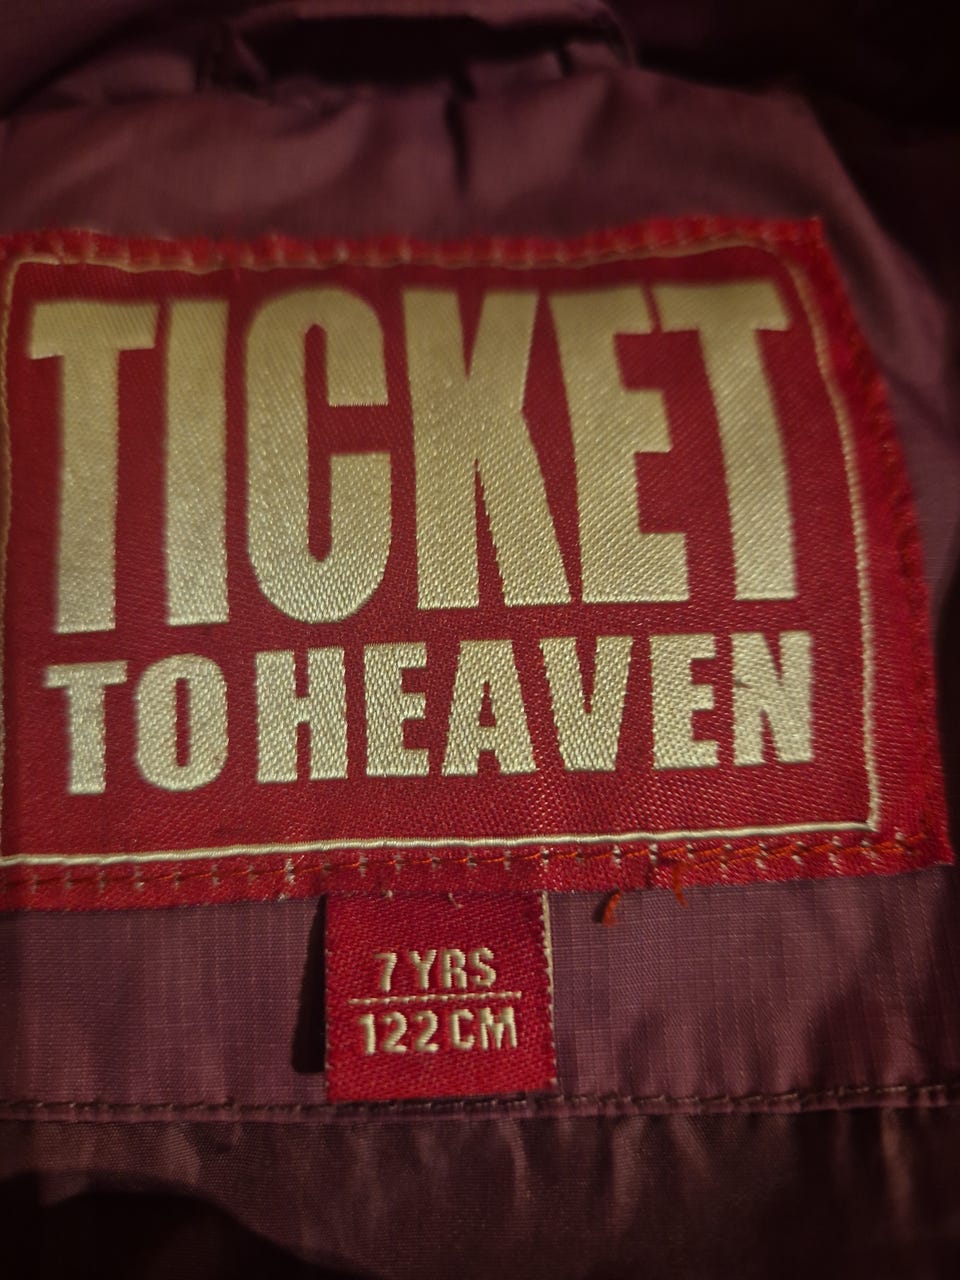 TICKET
TO HEAVEN
7 YRS
122 CM